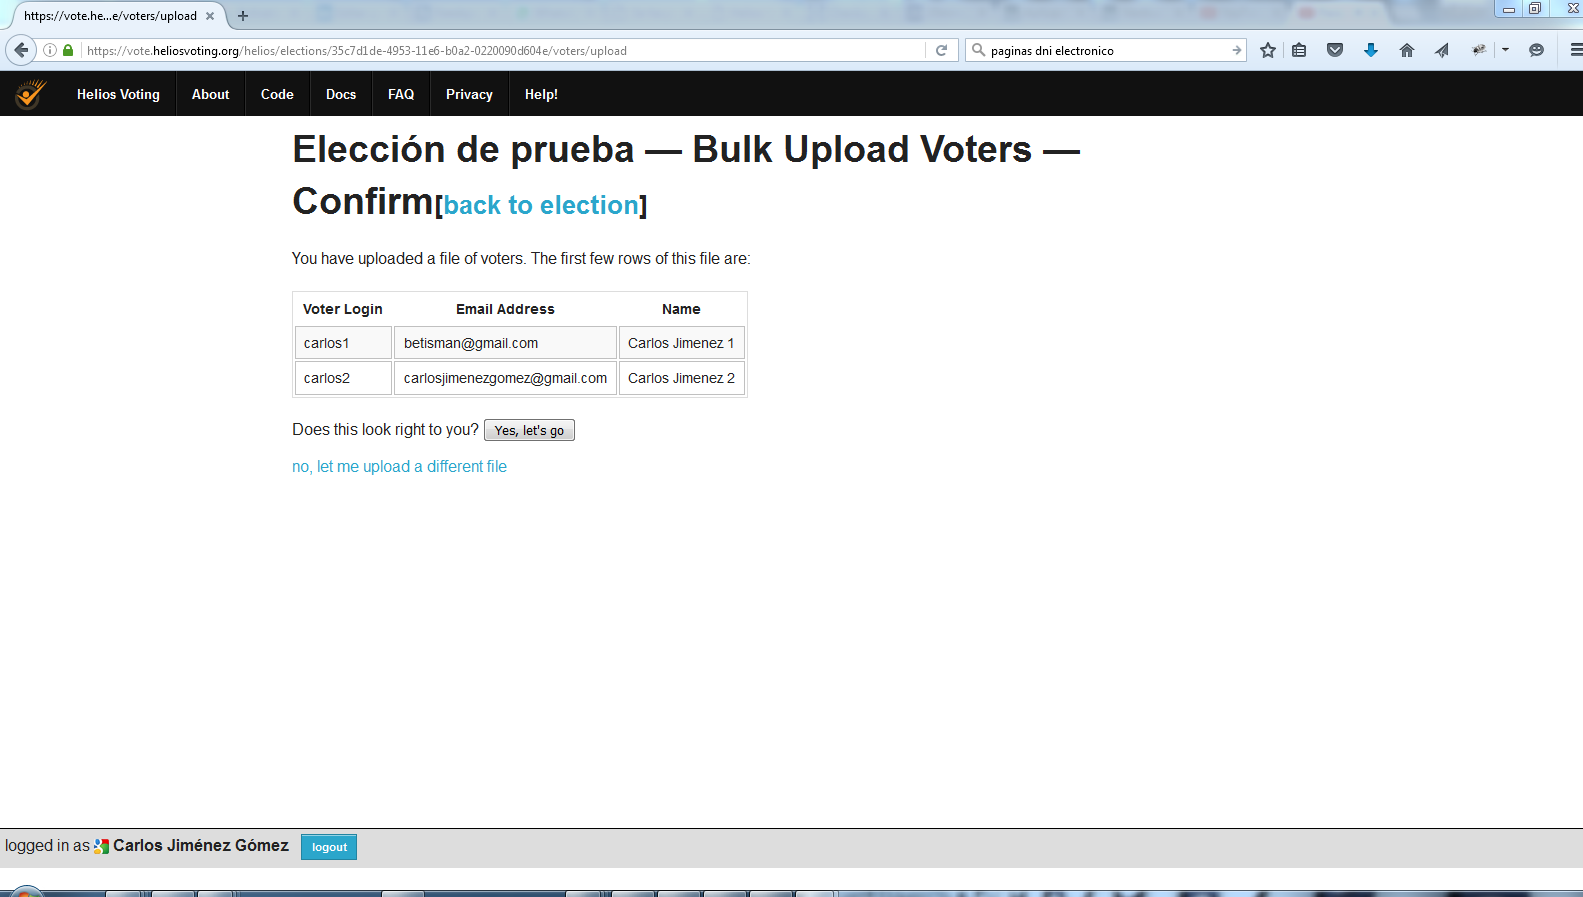 https://vote.he...e/voters/upload
https://vote.heliosvoting.org/helios/elections/35c7d1de-4953-11e6-b0a2-0220090d604e/voters/upload
paginas dni electronico
Helios Voting About Code Docs FAQ Privacy Help!
Elección de prueba — Bulk Upload Voters —
Confirm[back to election]
You have uploaded a file of voters. The first few rows of this file are:
Voter Login Email Address Name
carlos1 betisman@gmail.com Carlos Jimenez 1
carlos2 carlosjimenezgomez@gmail.com Carlos Jimenez 2
Does this look right to you? Yes, let's go
no, let me upload a different file
logged in as Carlos Jiménez Gómez logout